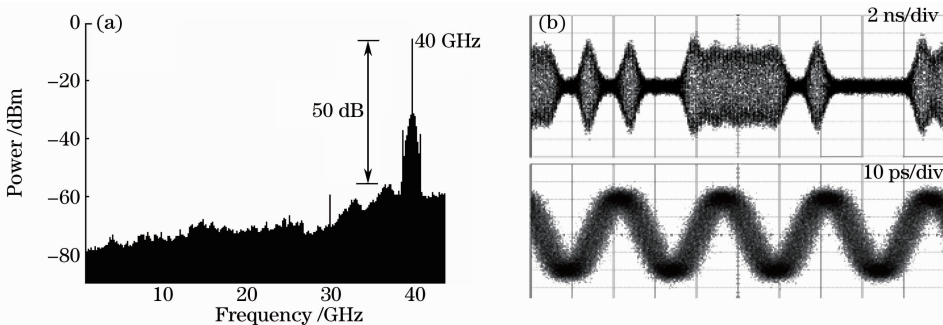 (a)
0
−20
−40
−60
−80
Power /dBm
40 GHz
50 dB
10
20
30
40
Frequency /GHz
(b)
2 ns/div
10 ps/div